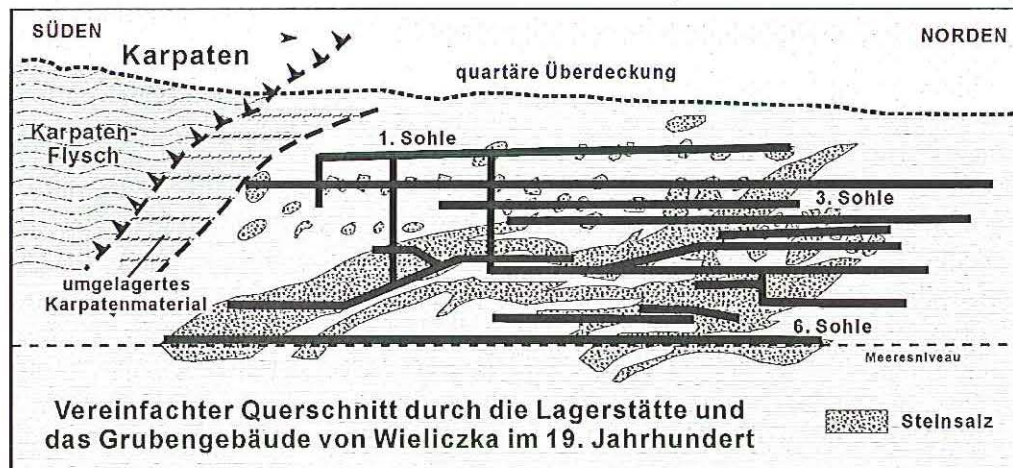 SÜDEN
NORDEN
Karpaten
quartäre Überdeckung
Karpaten-
Flysch
1. Sohle
3. Sohle
umgelagertes
Karpatenmaterial
6. Sohle
Meeresniveau
Vereinfachter Querschnitt durch die Lagerstätte und
das Grubengebäude von Wieliczka im 19. Jahrhundert
Steinsalz